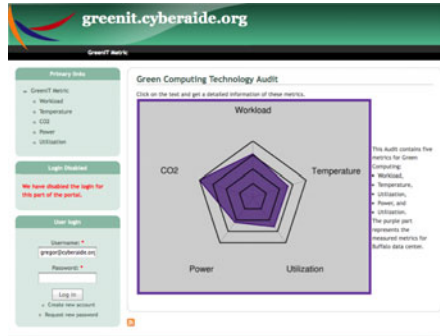 greenit.cyberaide.org
GreenIT Metric
Primary links
GreenIT Metric
Workload
Temperature
CO2
Power
Utilization
Login Disabled
We have disabled the login for
this part of the portal.
User login
Username: *
gregor@cyberaide.org
Password: *
Log in
Create new account
Request new password
Green Computing Technology Audit
Click on the text and get a detailed information of these metrics.
Workload
CO2
Temperature
Power
Utilization
This Audit contains five
metrics for Green
Computing:
Workload,
Temperature,
Utilization,
Power, and
Utilization.
The purple part
represents the
measured metrics for
Buffalo data center.